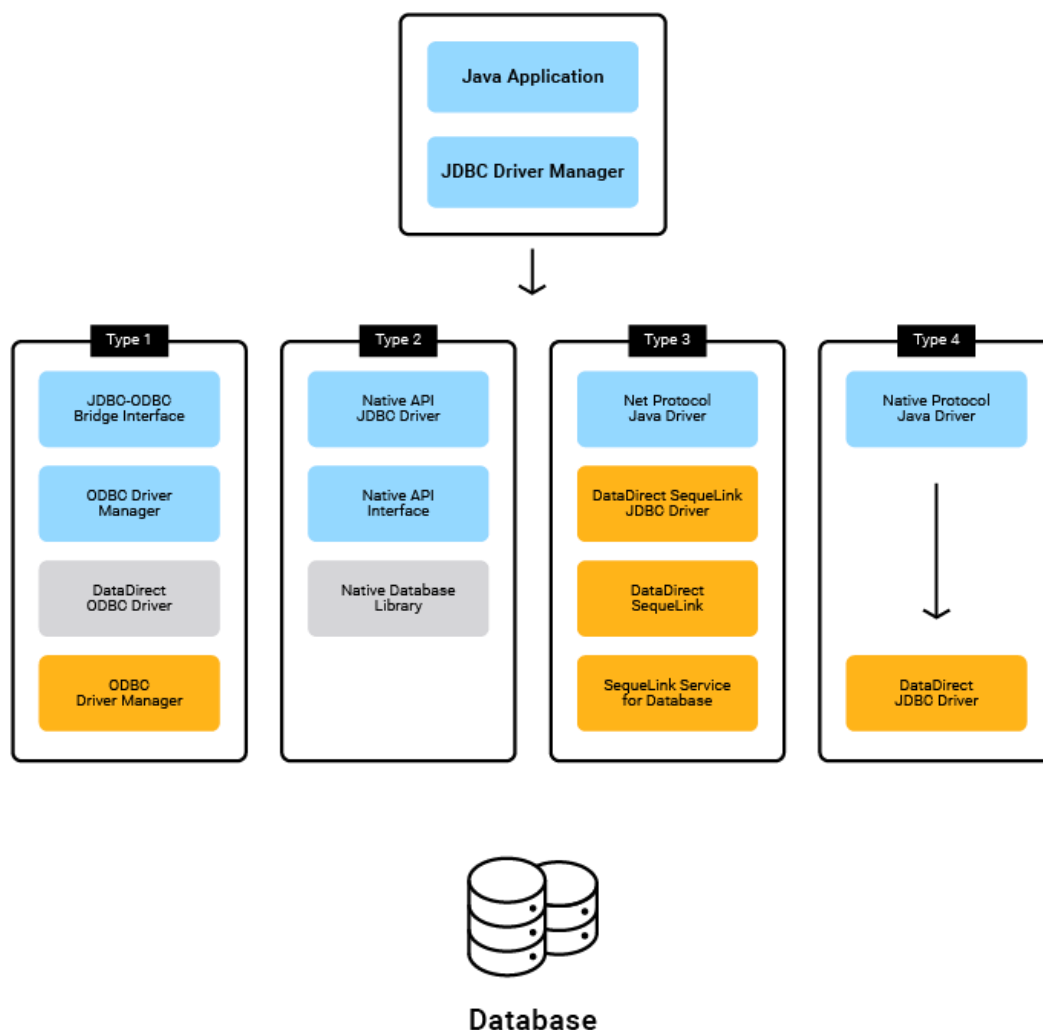 Java Application
JDBC Driver Manager
Type 1
JDBC-ODBC
Bridge Interface
ODBC Driver
Manager
DataDirect
ODBC Driver
ODBC
Driver Manager
Type 2
Native API
JDBC Driver
Native API
Interface
Native Database
Library
Type 3
Net Protocol
Java Driver
DataDirect SequeLink
JDBC Driver
DataDirect
SequeLink
SequeLink Service
for Database
Type 4
Native Protocol
Java Driver
DataDirect
JDBC Driver
Database